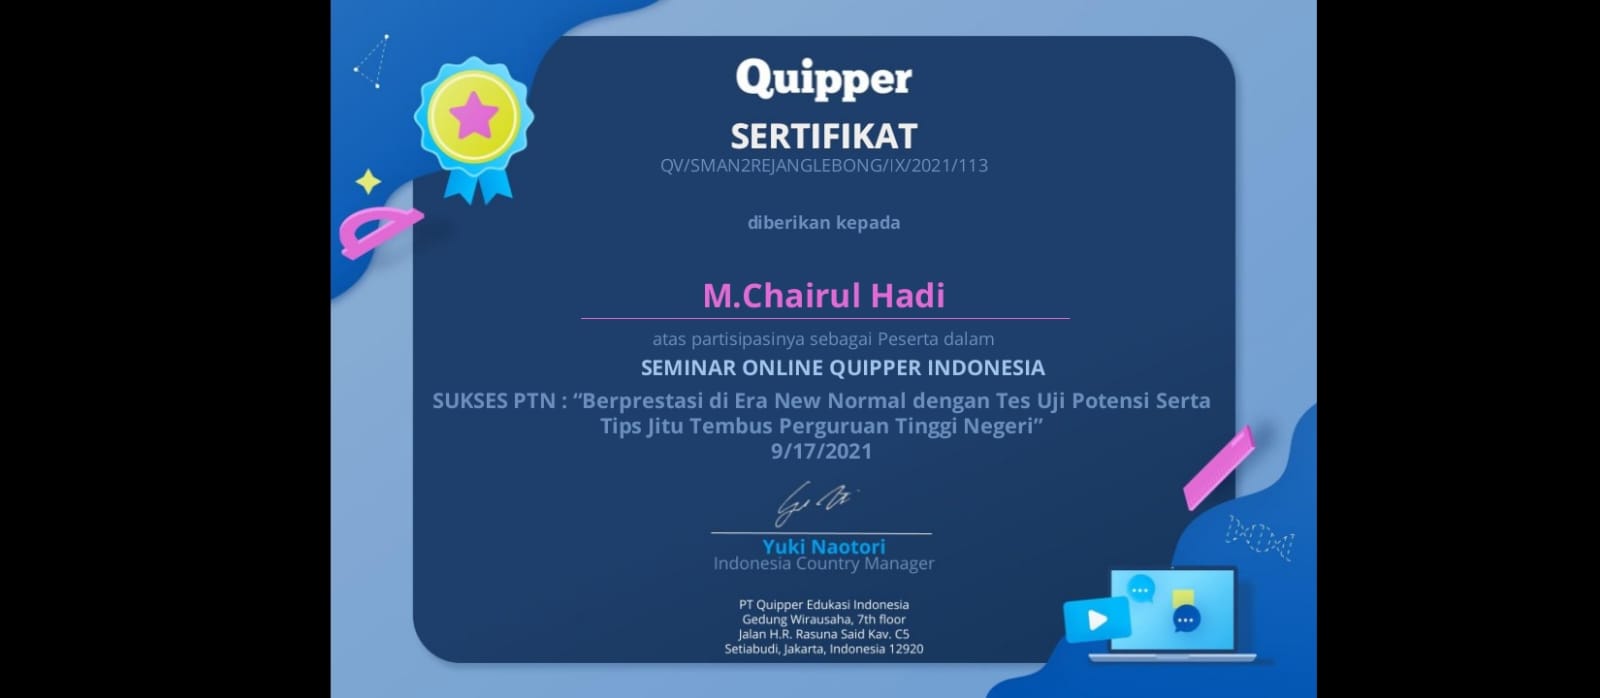 Quipper
SERTIFIKAT
QV/SMAN2REJANGLEBONG/IX/2021/113
diberikan kepada
M.Chairul Hadi
atas partisipasinya sebagai Peserta dalam
SEMINAR ONLINE QUIPPER INDONESIA
SUKSES PTN : “Berprestasi di Era New Normal dengan Tes Uji Potensi Serta
Tips Jitu Tembus Perguruan Tinggi Negeri”
9/17/2021
Yuki Naotori
Indonesia Country Manager
PT Quipper Edukasi Indonesia
Gedung Wirausaha, 7th floor
Jalan H.R. Rasuna Said Kav. C5
Setiabudi, Jakarta, Indonesia 12920